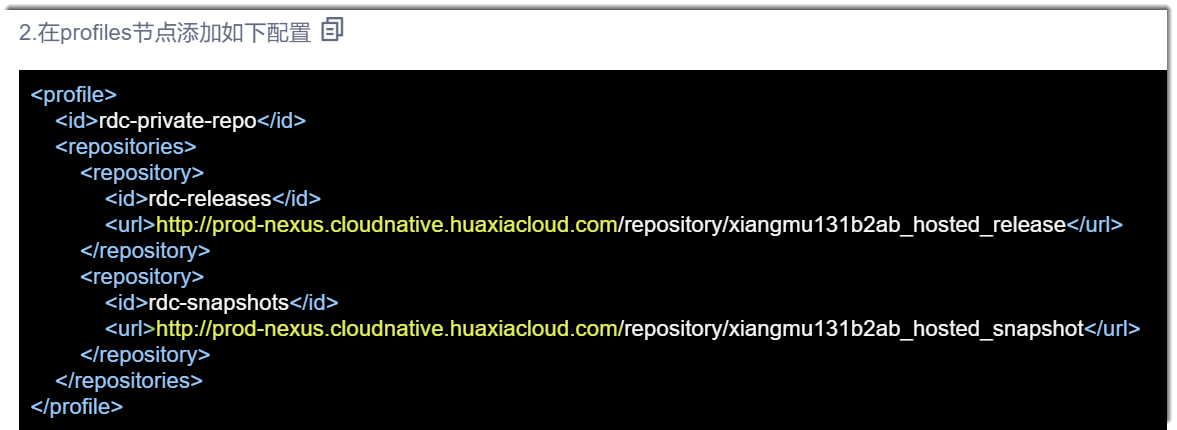 2.在profiles节点添加如下配置
<profile>
<id>rdc-private-repo</id>
<repositories>
<repository>
<id>rdc-releases</id>
<url>http://prod-nexus.cloudnative.huaxiacloud.com/repository/xiangmu131b2ab_hosted_release</url>
</repository>
<repository>
<id>rdc-snapshots</id>
<url>http://prod-nexus.cloudnative.huaxiacloud.com/repository/xiangmu131b2ab_hosted_snapshot</url>
</repository>
</repositories>
</profile>